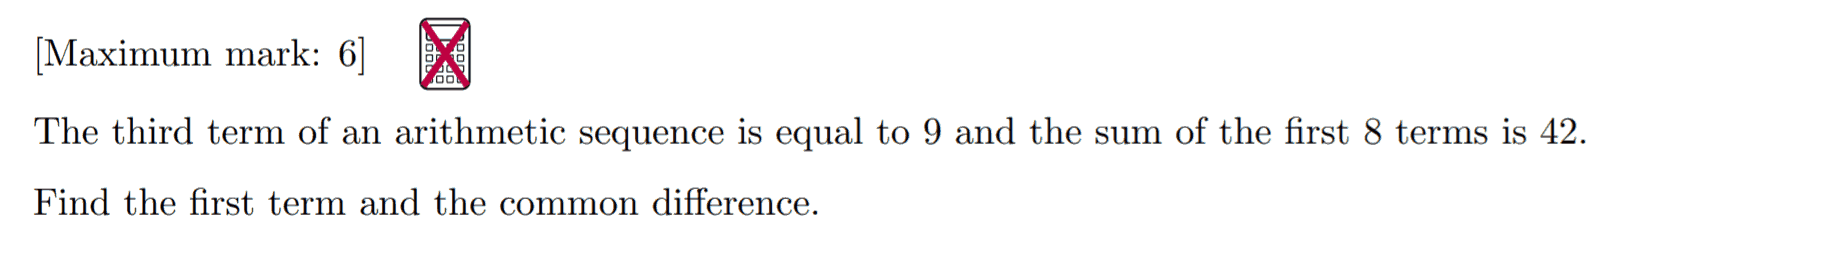 [Maximum mark: 6]
The third term of an arithmetic sequence is equal to 9 and the sum of the first 8 terms is 42.
Find the first term and the common difference.